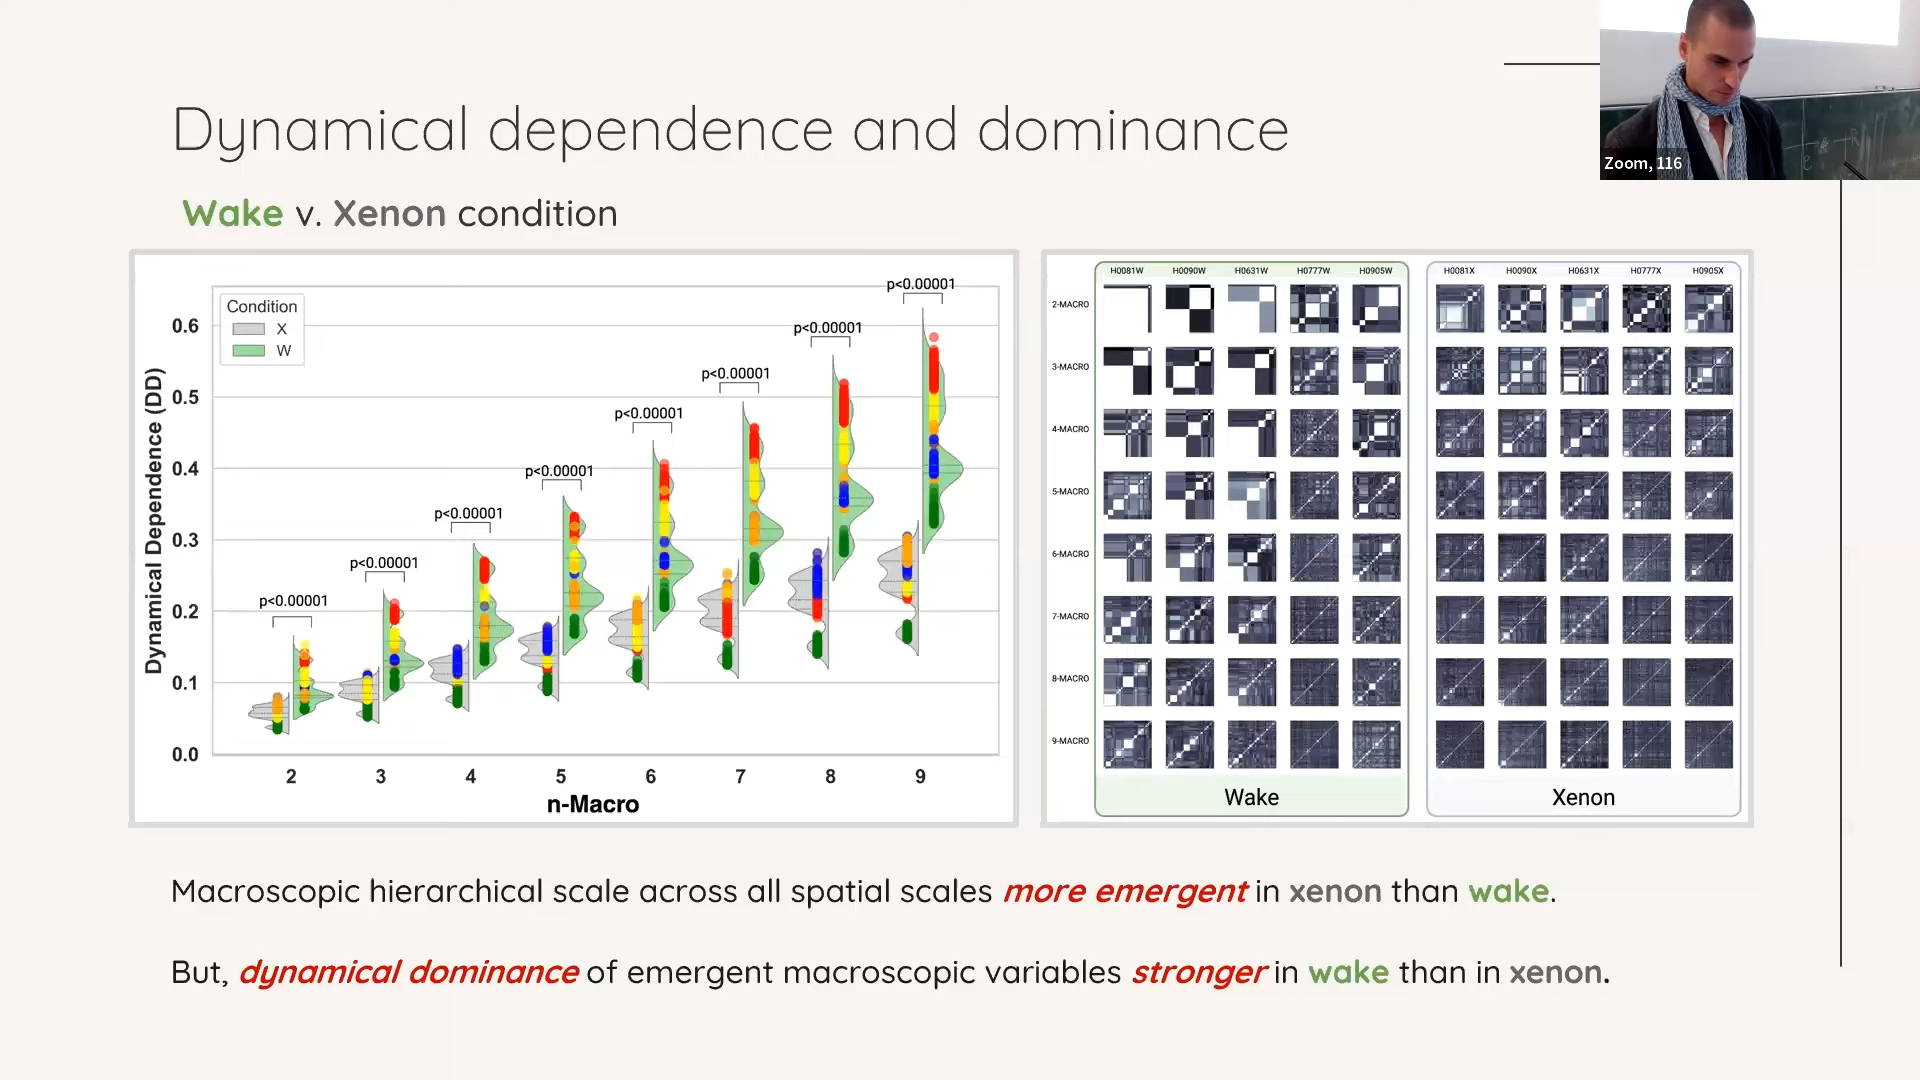 Dynamical dependence and dominance
Zoom, 116
Wake v. Xenon condition
Condition
X
W
p<0.00001
p<0.00001
p<0.00001
p<0.00001
p<0.00001
p<0.00001
p<0.00001
p<0.00001
Dynamical Dependence (DD)
0.6
0.5
0.4
0.3
0.2
0.1
0.0
2 3 4 5 6 7 8 9
n-Macro
H0081W H0090W H0631W H0777W H0905W
H0081X H0090X H0631X H0777X H0905X
2-MACRO
3-MACRO
4-MACRO
5-MACRO
6-MACRO
7-MACRO
8-MACRO
9-MACRO
Wake
Xenon
Macroscopic hierarchical scale across all spatial scales more emergent in xenon than wake.
But, dynamical dominance of emergent macroscopic variables stronger in wake than in xenon.